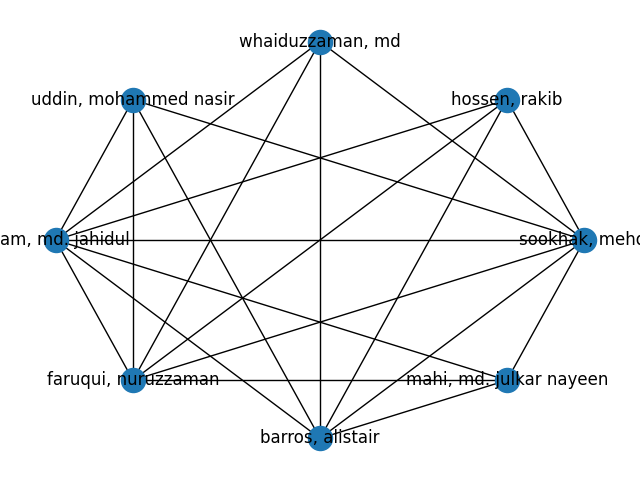 whaiduzzaman, md
uddin, mohammed nasir
hossen, rakib
am, md. jahidul
sookhak, mehd
faruqui, nuruzzaman
mahi, md. julkar nayeen
barros, alistair